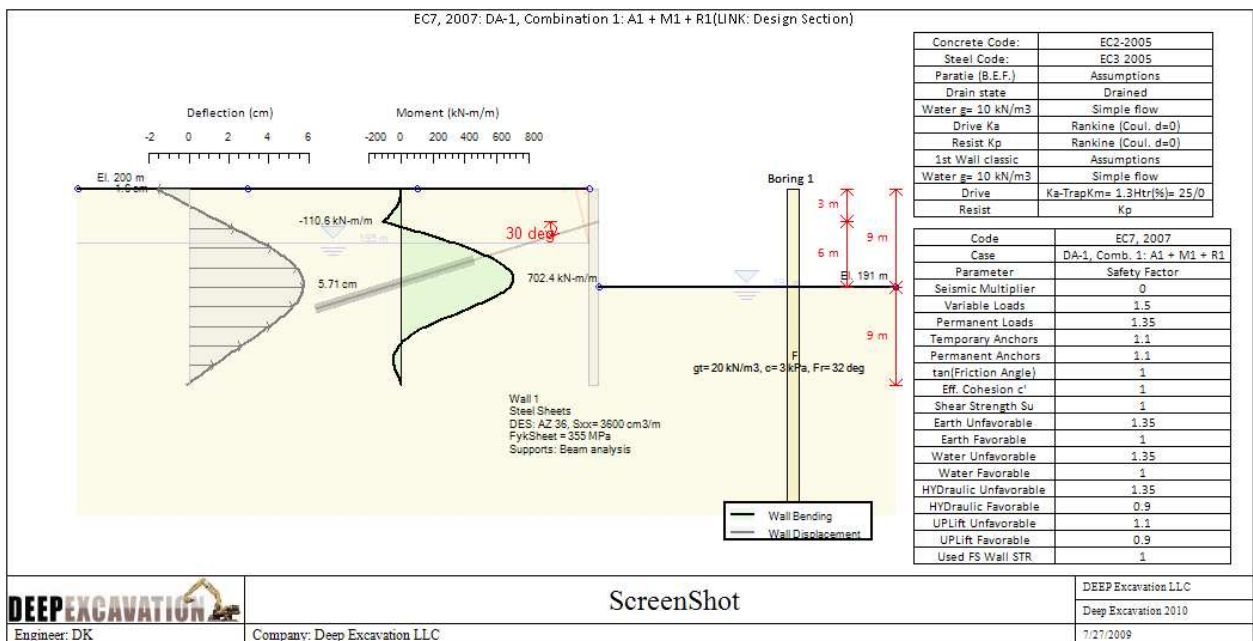 EC7, 2007: DA-1, Combination 1: A1 + M1 + R1(LINK: Design Section)
Deflection (cm)
-2 0 2 4 6
Moment (kN-m/m)
-200 0 200 400 600 800
El. 200 m
1.6 cm
-110.6 kN-m/m
30 deg
195 m
5.71 cm
702.4 kN-m/m
Boring 1
3 m
6 m
9 m
El. 191 m
9 m
F
gt= 20 kN/m3, c= 3 kPa, Fr= 32 deg
Wall 1
Steel Sheets
DES: AZ 36, Sxx= 3600 cm3/m
FykSheet = 355 MPa
Supports: Beam analysis
Wall Bending
Wall Displacement
Concrete Code: EC2-2005
Steel Code: EC3 2005
Paratie (B.E.F.) Assumptions
Drain state Drained
Water g= 10 kN/m3 Simple flow
Drive Ka Rankine (Coul. d=0)
Resist Kp Rankine (Coul. d=0)
1st Wall classic Assumptions
Water g= 10 kN/m3 Simple flow
Drive Ka-TrapKm= 1.3Htr(%)= 25/0
Resist Kp
Code EC7, 2007
Case DA-1, Comb. 1: A1 + M1 + R1
Parameter Safety Factor
Seismic Multiplier 0
Variable Loads 1.5
Permanent Loads 1.35
Temporary Anchors 1.1
Permanent Anchors 1.1
tan(Friction Angle) 1
Eff. Cohesion c' 1
Shear Strength Su 1
Earth Unfavorable 1.35
Earth Favorable 1
Water Unfavorable 1.35
Water Favorable 1
HYDraulic Unfavorable 1.35
HYDraulic Favorable 0.9
UPLift Unfavorable 1.1
UPLift Favorable 0.9
Used FS Wall STR 1
DEEPEXCAVATION
ScreenShot
DEEP Excavation LLC
Deep Excavation 2010
Engineer: DK
Company: Deep Excavation LLC
7/27/2009